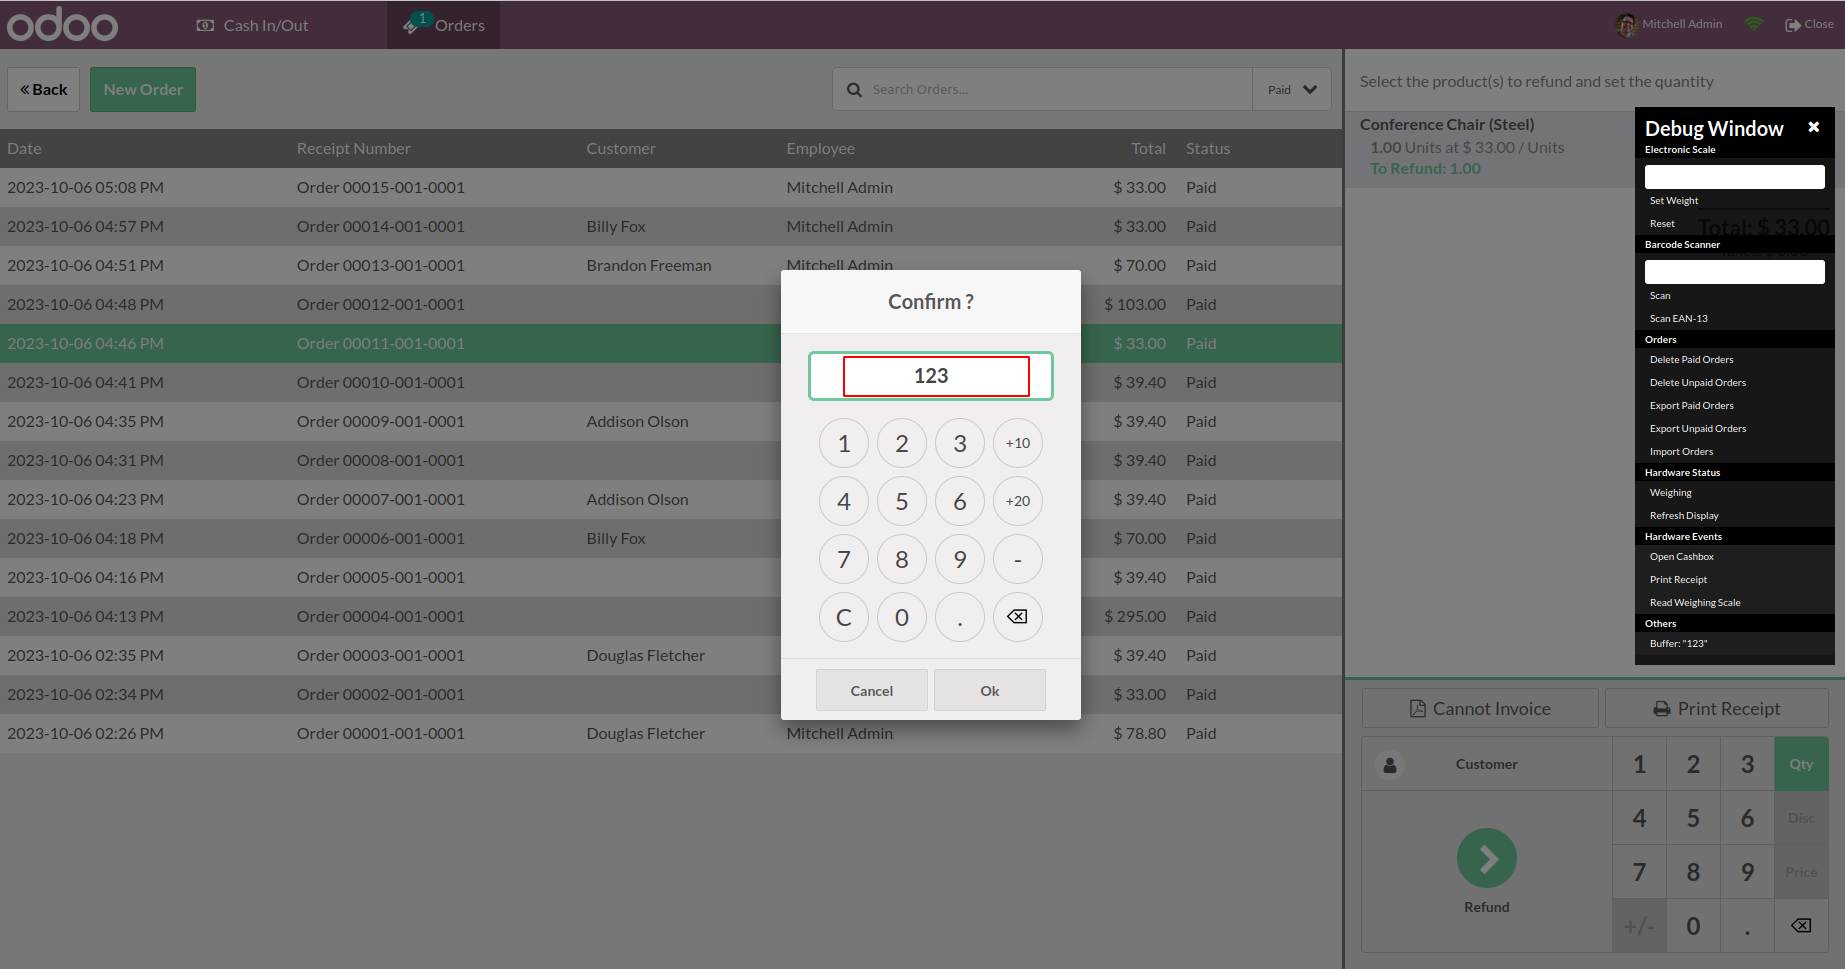 odoo
Cash In/Out
1
Orders
Mitchell Admin
Close
Back
New Order
Search Orders...
Paid
Date Receipt Number Customer Employee Total Status
2023-10-06 05:08 PM Order 00015-001-0001 Mitchell Admin $ 33.00 Paid
2023-10-06 04:57 PM Order 00014-001-0001 Billy Fox Mitchell Admin $ 33.00 Paid
2023-10-06 04:51 PM Order 00013-001-0001 Brandon Freeman Mitchell Admin $ 70.00 Paid
2023-10-06 04:48 PM Order 00012-001-0001 $ 103.00 Paid
2023-10-06 04:46 PM Order 00011-001-0001 $ 33.00 Paid
2023-10-06 04:41 PM Order 00010-001-0001 $ 39.40 Paid
2023-10-06 04:35 PM Order 00009-001-0001 Addison Olson $ 39.40 Paid
2023-10-06 04:31 PM Order 00008-001-0001 $ 39.40 Paid
2023-10-06 04:23 PM Order 00007-001-0001 Addison Olson $ 39.40 Paid
2023-10-06 04:18 PM Order 00006-001-0001 Billy Fox $ 70.00 Paid
2023-10-06 04:16 PM Order 00005-001-0001 $ 39.40 Paid
2023-10-06 04:13 PM Order 00004-001-0001 $ 295.00 Paid
2023-10-06 02:35 PM Order 00003-001-0001 Douglas Fletcher $ 39.40 Paid
2023-10-06 02:34 PM Order 00002-001-0001 $ 33.00 Paid
2023-10-06 02:26 PM Order 00001-001-0001 Douglas Fletcher Mitchell Admin $ 78.80 Paid
Confirm ?
123
1 2 3 +10
4 5 6 +20
7 8 9 -
C 0 .
Cancel Ok
Select the product(s) to refund and set the quantity
Conference Chair (Steel)
1.00 Units at $ 33.00 / Units
To Refund: 1.00
Total: $ 33.00
Debug Window
Electronic Scale
Set Weight
Reset
Barcode Scanner
Scan
Scan EAN-13
Orders
Delete Paid Orders
Delete Unpaid Orders
Export Paid Orders
Export Unpaid Orders
Import Orders
Hardware Status
Weighing
Refresh Display
Hardware Events
Open Cashbox
Print Receipt
Read Weighing Scale
Others
Buffer: "123"
Cannot Invoice
Print Receipt
Customer
Refund
1 2 3 Qty
4 5 6 Disc
7 8 9 Price
+/- 0 .